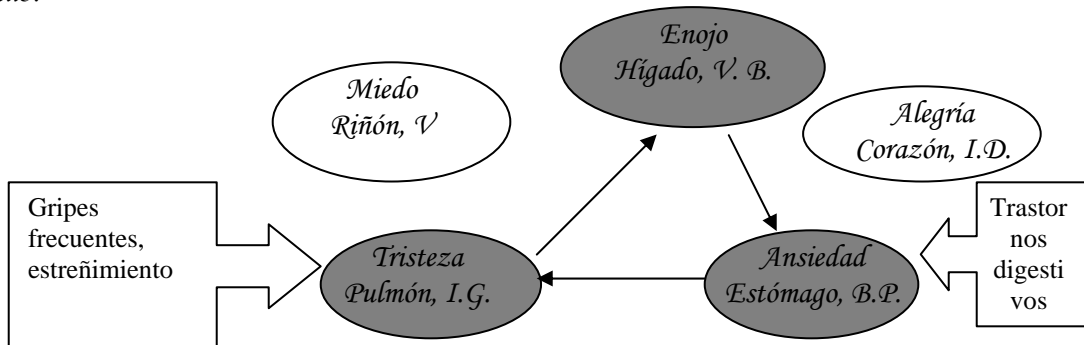 Enojo
Hígado, V. B.
Miedo
Riñón, V
Alegría
Corazón, I.D.
Gripes
frecuentes,
estreñimiento
Tristeza
Pulmón, I.G.
Ansiedad
Estómago, B.P.
Trastor
nos
digesti
vos